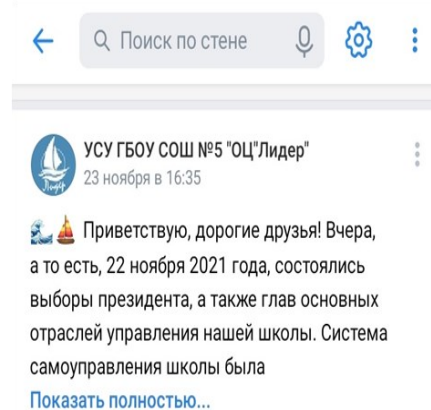 Поиск по стене
УСУ ГБОУ СОШ №5 "ОЦ"Лидер"
23 ноября в 16:35
Приветствую, дорогие друзья! Вчера,
а то есть, 22 ноября 2021 года, состоялись
выборы президента, а также глав основных
отраслей управления нашей школы. Система
самоуправления школы была
Показать полностью...